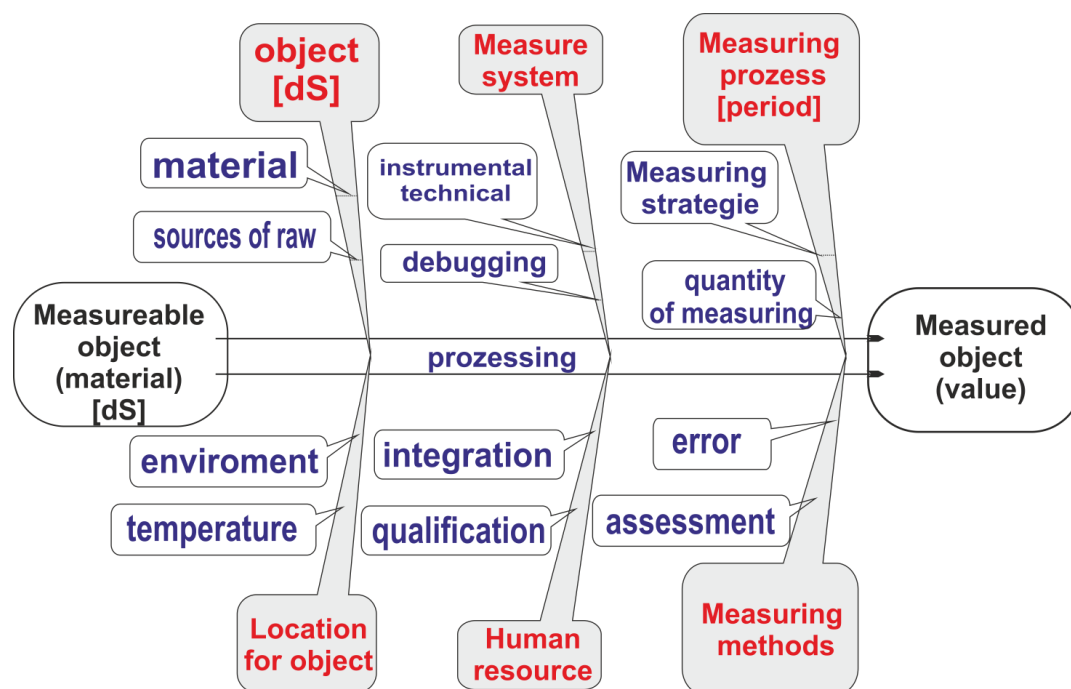 object
[dS]
Measure
system
Measuring
prozess
[period]
material
instrumental
technical
Measuring
strategie
sources of raw
debugging
quantity
of measuring
Measureable
object
(material)
[dS]
prozessing
Measured
object
(value)
enviroment
integration
error
temperature
qualification
assessment
Location
for object
Human
resource
Measuring
methods